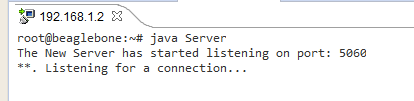 192.168.1.2
root@beaglebone:~# java Server
The New Server has started listening on port: 5060
**. Listening for a connection...